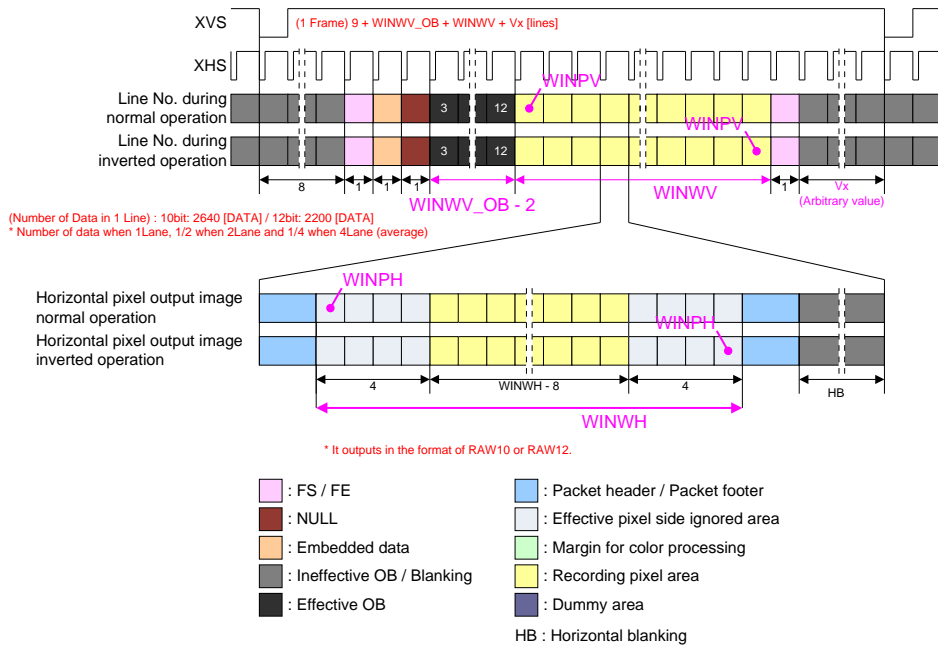 XVS
(1 Frame) 9 + WINWV_OB + WINWV + Vx [lines]
XHS
WINPV
Line No. during
normal operation
3
12
WINPV
Line No. during
inverted operation
3
12
8
1
1
1
WINWV_OB - 2
WINWV
1
Vx
(Arbitrary value)
(Number of Data in 1 Line) : 10bit: 2640 [DATA] / 12bit: 2200 [DATA]
* Number of data when 1Lane, 1/2 when 2Lane and 1/4 when 4Lane (average)
WINPH
Horizontal pixel output image
normal operation
WINPH
Horizontal pixel output image
inverted operation
4
WINWH - 8
4
HB
WINWH
* It outputs in the format of RAW10 or RAW12.
: FS / FE
: Packet header / Packet footer
: NULL
: Effective pixel side ignored area
: Embedded data
: Margin for color processing
: Ineffective OB / Blanking
: Recording pixel area
: Effective OB
: Dummy area
HB : Horizontal blanking